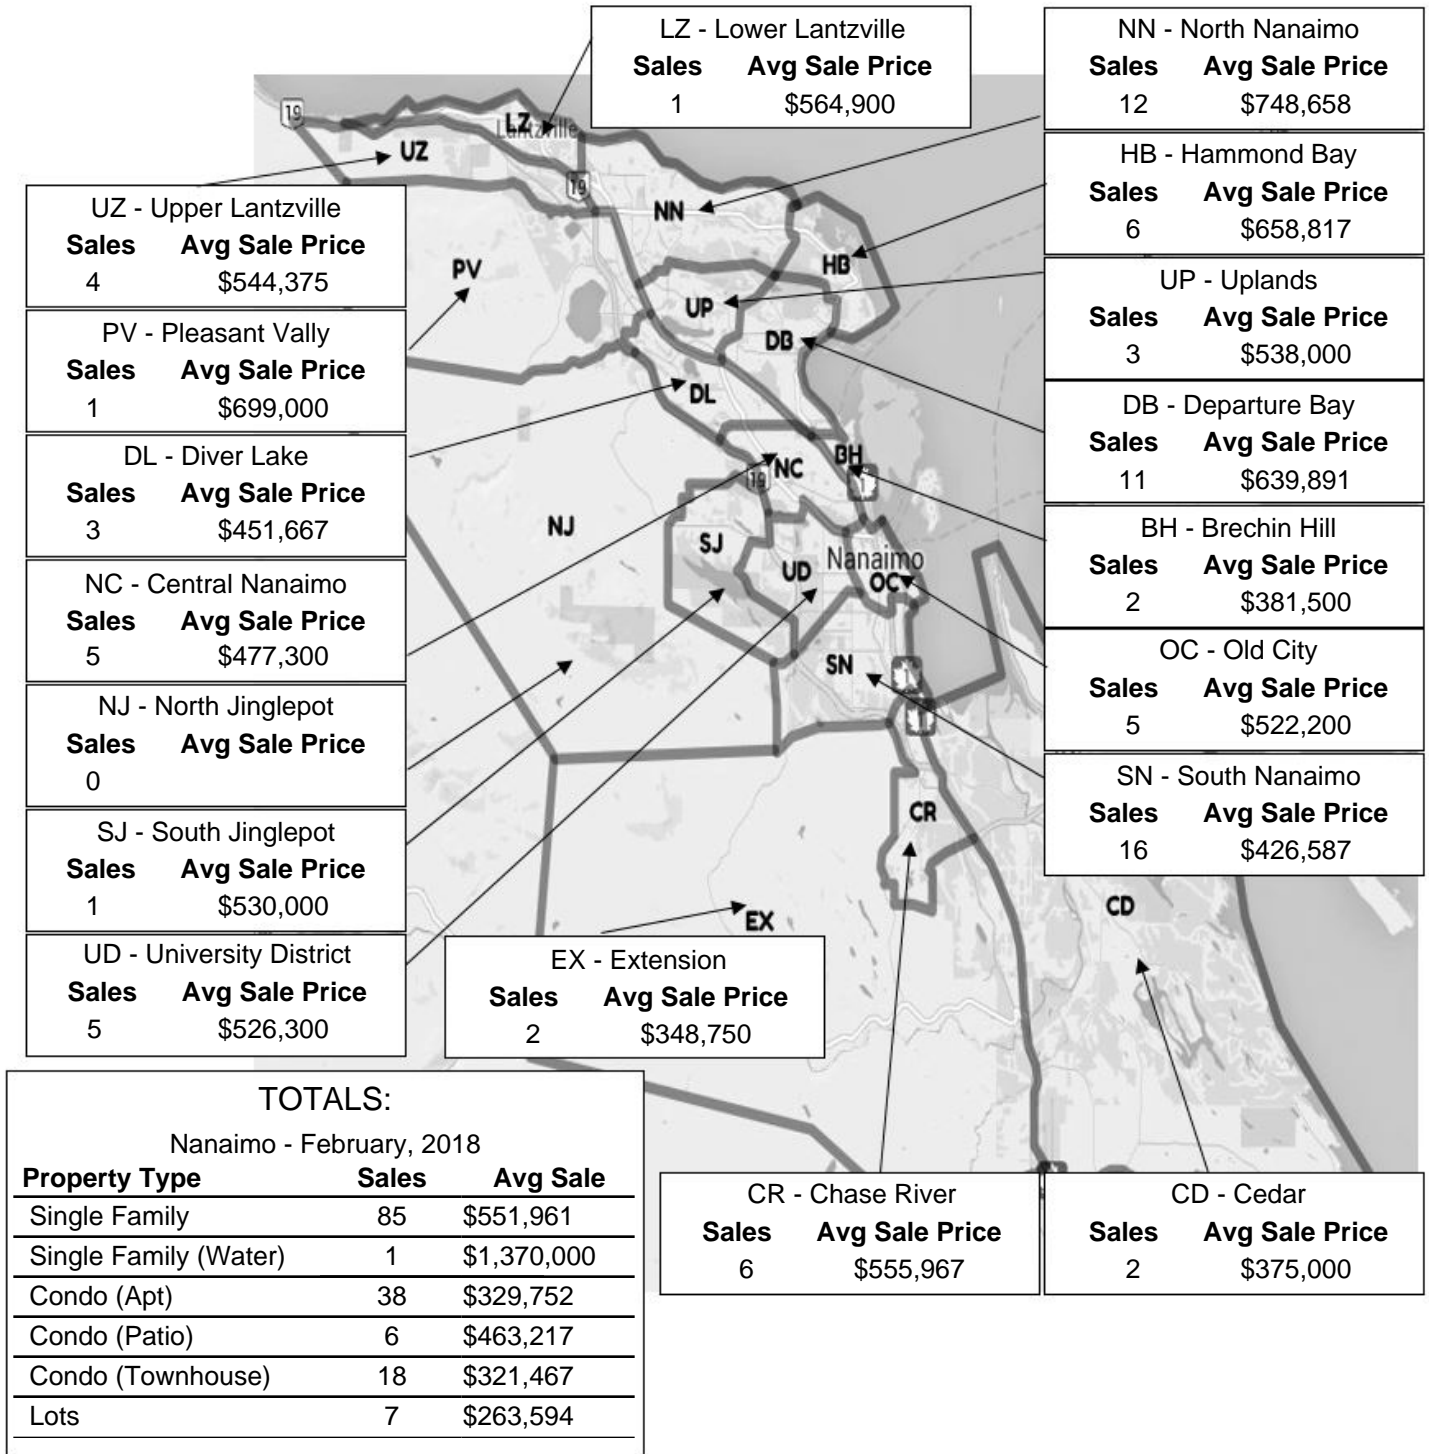 LZ - Lower Lantzville
Sales Avg Sale Price
1 $564,900
NN - North Nanaimo
Sales Avg Sale Price
12 $748,658
HB - Hammond Bay
Sales Avg Sale Price
6 $658,817
UP - Uplands
Sales Avg Sale Price
3 $538,000
DB - Departure Bay
Sales Avg Sale Price
11 $639,891
BH - Brechin Hill
Sales Avg Sale Price
2 $381,500
OC - Old City
Sales Avg Sale Price
5 $522,200
SN - South Nanaimo
Sales Avg Sale Price
16 $426,587
UZ - Upper Lantzville
Sales Avg Sale Price
4 $544,375
PV - Pleasant Vally
Sales Avg Sale Price
1 $699,000
DL - Diver Lake
Sales Avg Sale Price
3 $451,667
NC - Central Nanaimo
Sales Avg Sale Price
5 $477,300
NJ - North Jinglepot
Sales Avg Sale Price
0
SJ - South Jinglepot
Sales Avg Sale Price
1 $530,000
UD - University District
Sales Avg Sale Price
5 $526,300
EX - Extension
Sales Avg Sale Price
2 $348,750
CR - Chase River
Sales Avg Sale Price
6 $555,967
CD - Cedar
Sales Avg Sale Price
2 $375,000
19
LZ
Lantzville
UZ
19
NN
PV
HB
UP
DB
DL
BH
NC
19
1
NJ
SJ
UD
Nanaimo
OC
SN
CR
CD
EX
TOTALS:
Nanaimo - February, 2018
Property Type Sales Avg Sale
Single Family 85 $551,961
Single Family (Water) 1 $1,370,000
Condo (Apt) 38 $329,752
Condo (Patio) 6 $463,217
Condo (Townhouse) 18 $321,467
Lots 7 $263,594